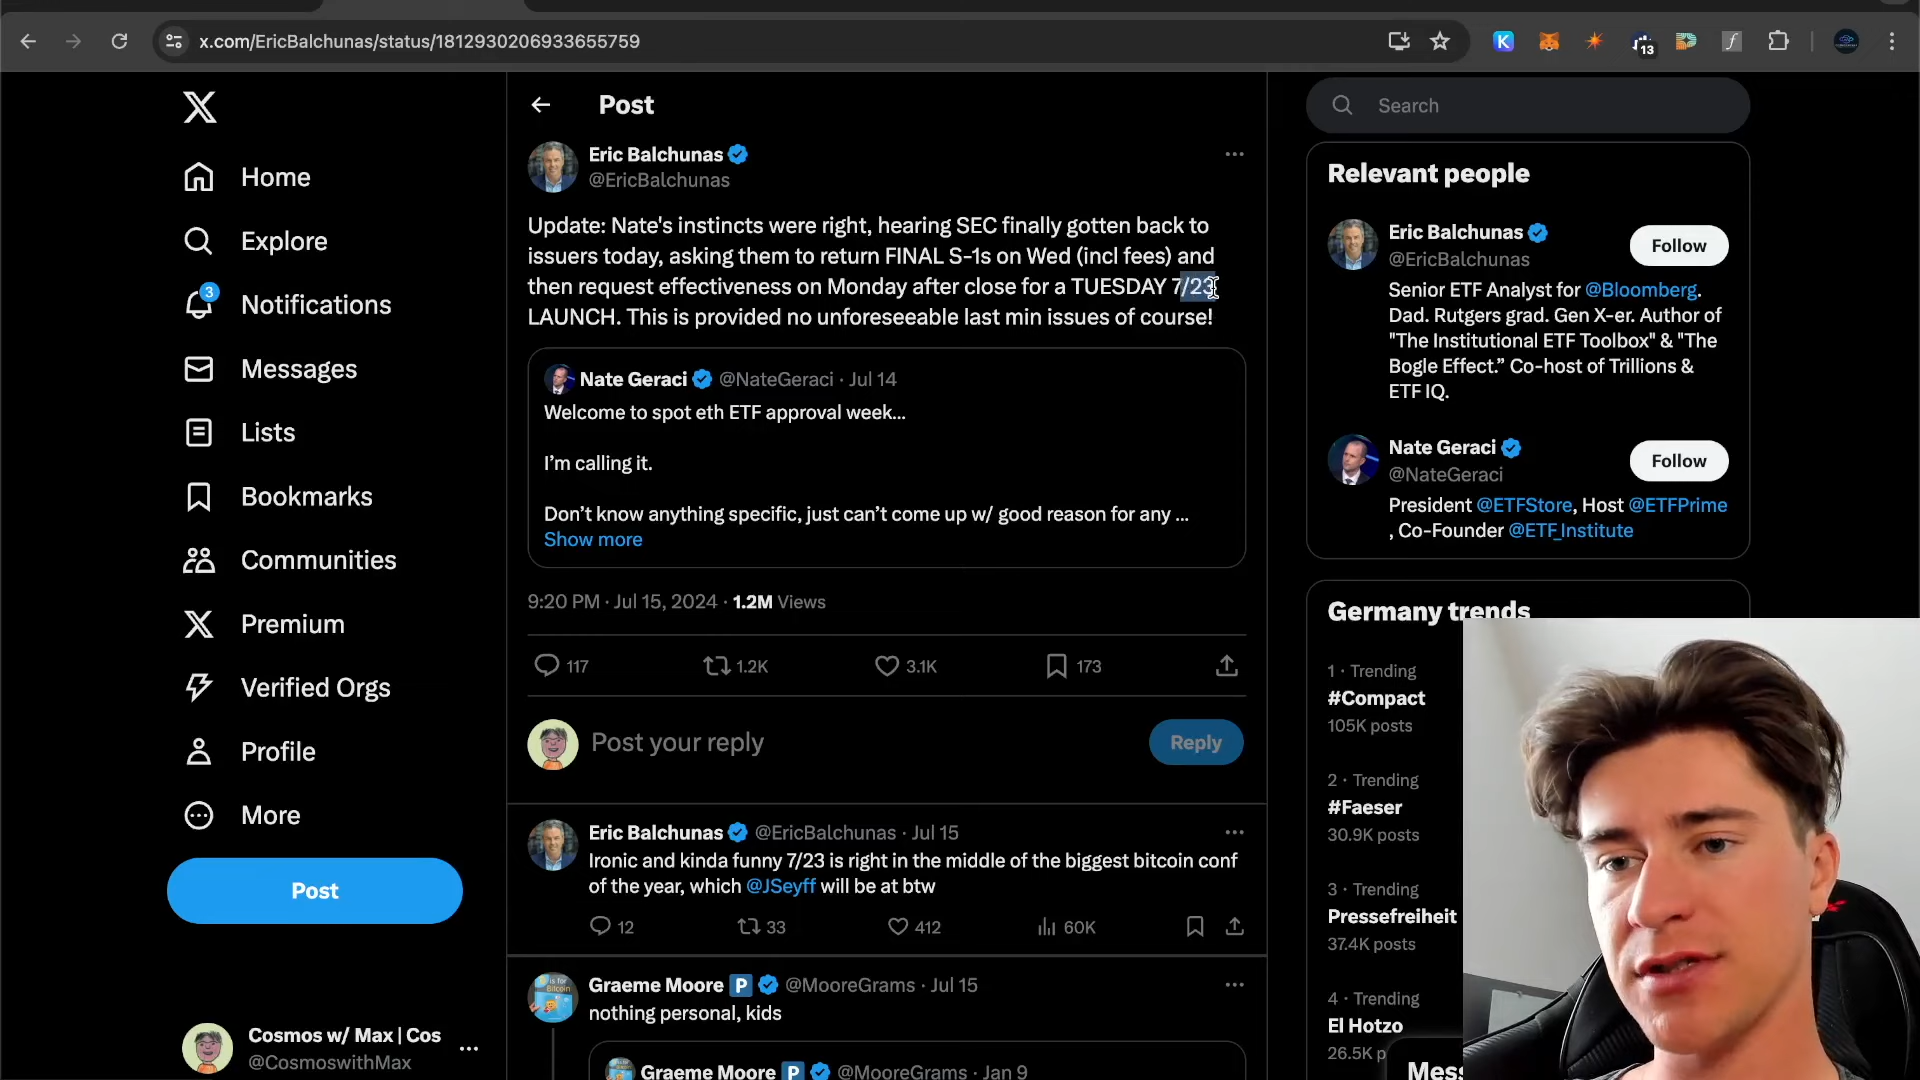 x.com/EricBalchunas/status/1812930206933655759
13
Post
Search
Home
Explore
3
Notifications
Messages
Lists
Bookmarks
Communities
Premium
Verified Orgs
Profile
More
Post
Cosmos w/ Max | Cos
@CosmoswithMax
Eric Balchunas
@EricBalchunas
Update: Nate's instincts were right, hearing SEC finally gotten back to
issuers today, asking them to return FINAL S-1s on Wed (incl fees) and
then request effectiveness on Monday after close for a TUESDAY 7/23
LAUNCH. This is provided no unforeseeable last min issues of course!
Nate Geraci @NateGeraci · Jul 14
Welcome to spot eth ETF approval week...
I'm calling it.
Don't know anything specific, just can't come up w/ good reason for any ...
Show more
9:20 PM · Jul 15, 2024 · 1.2M Views
117 1.2K 3.1K 173
Post your reply
Reply
Eric Balchunas @EricBalchunas · Jul 15
Ironic and kinda funny 7/23 is right in the middle of the biggest bitcoin conf
of the year, which @JSeyff will be at btw
12 33 412 60K
Graeme Moore P @MooreGrams · Jul 15
nothing personal, kids
Graeme Moore P @MooreGrams · Jan 9
Relevant people
Eric Balchunas
@EricBalchunas
Follow
Senior ETF Analyst for @Bloomberg.
Dad. Rutgers grad. Gen X-er. Author of
"The Institutional ETF Toolbox" & "The
Bogle Effect." Co-host of Trillions &
ETF IQ.
Nate Geraci
@NateGeraci
Follow
President @ETFStore, Host @ETFPrime
, Co-Founder @ETF_Institute
Germany trends
1 · Trending
#Compact
105K posts
2 · Trending
#Faeser
30.9K posts
3 · Trending
Pressefreiheit
37.4K posts
4 · Trending
El Hotzo
26.5K p
Mess